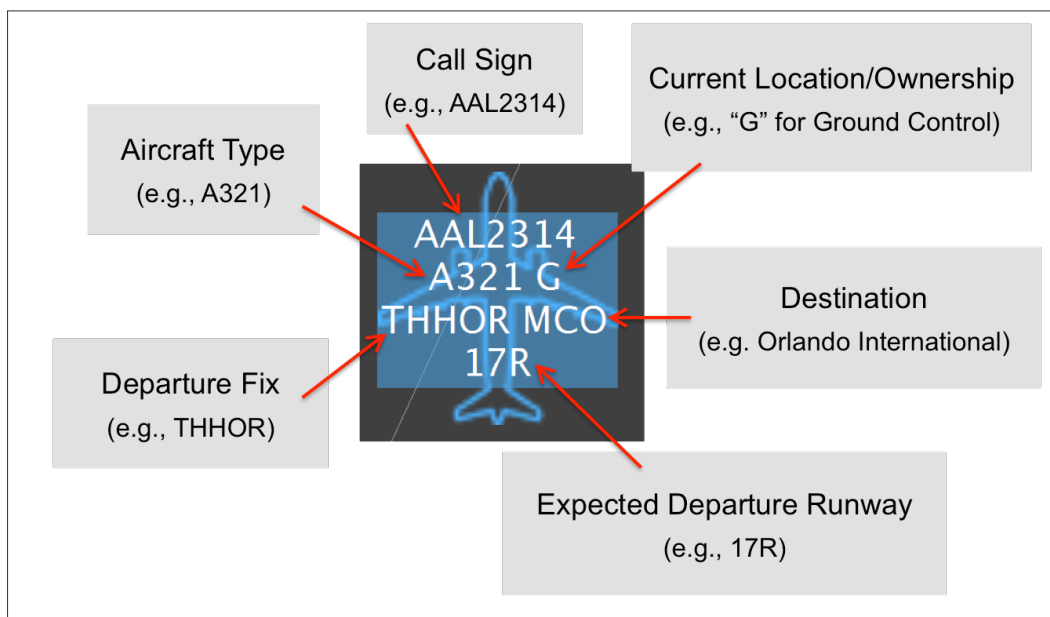 Call Sign
(e.g., AAL2314)
Current Location/Ownership
(e.g., “G” for Ground Control)
Aircraft Type
(e.g., A321)
AAL2314
A321 G
THHOR MCO
17R
Destination
(e.g. Orlando International)
Departure Fix
(e.g., THHOR)
Expected Departure Runway
(e.g., 17R)